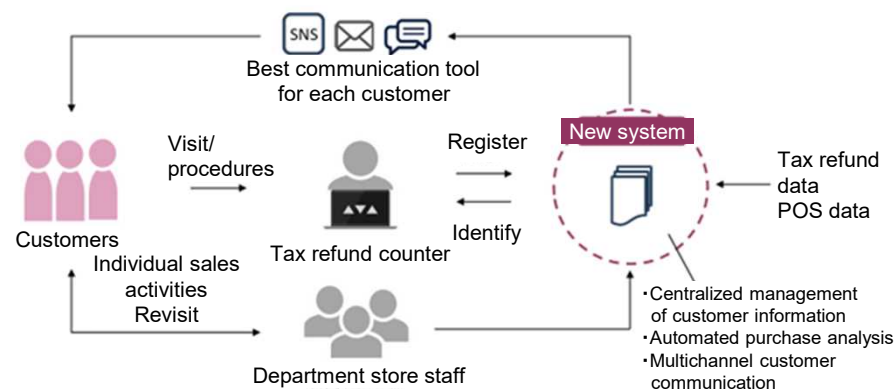 SNS
Best communication tool
for each customer
New system
Visit/
procedures
Register
Identify
Tax refund
data
POS data
Customers
Tax refund counter
Individual sales
activities
Revisit
Department store staff
・Centralized management
of customer information
・Automated purchase analysis
・Multichannel customer
communication